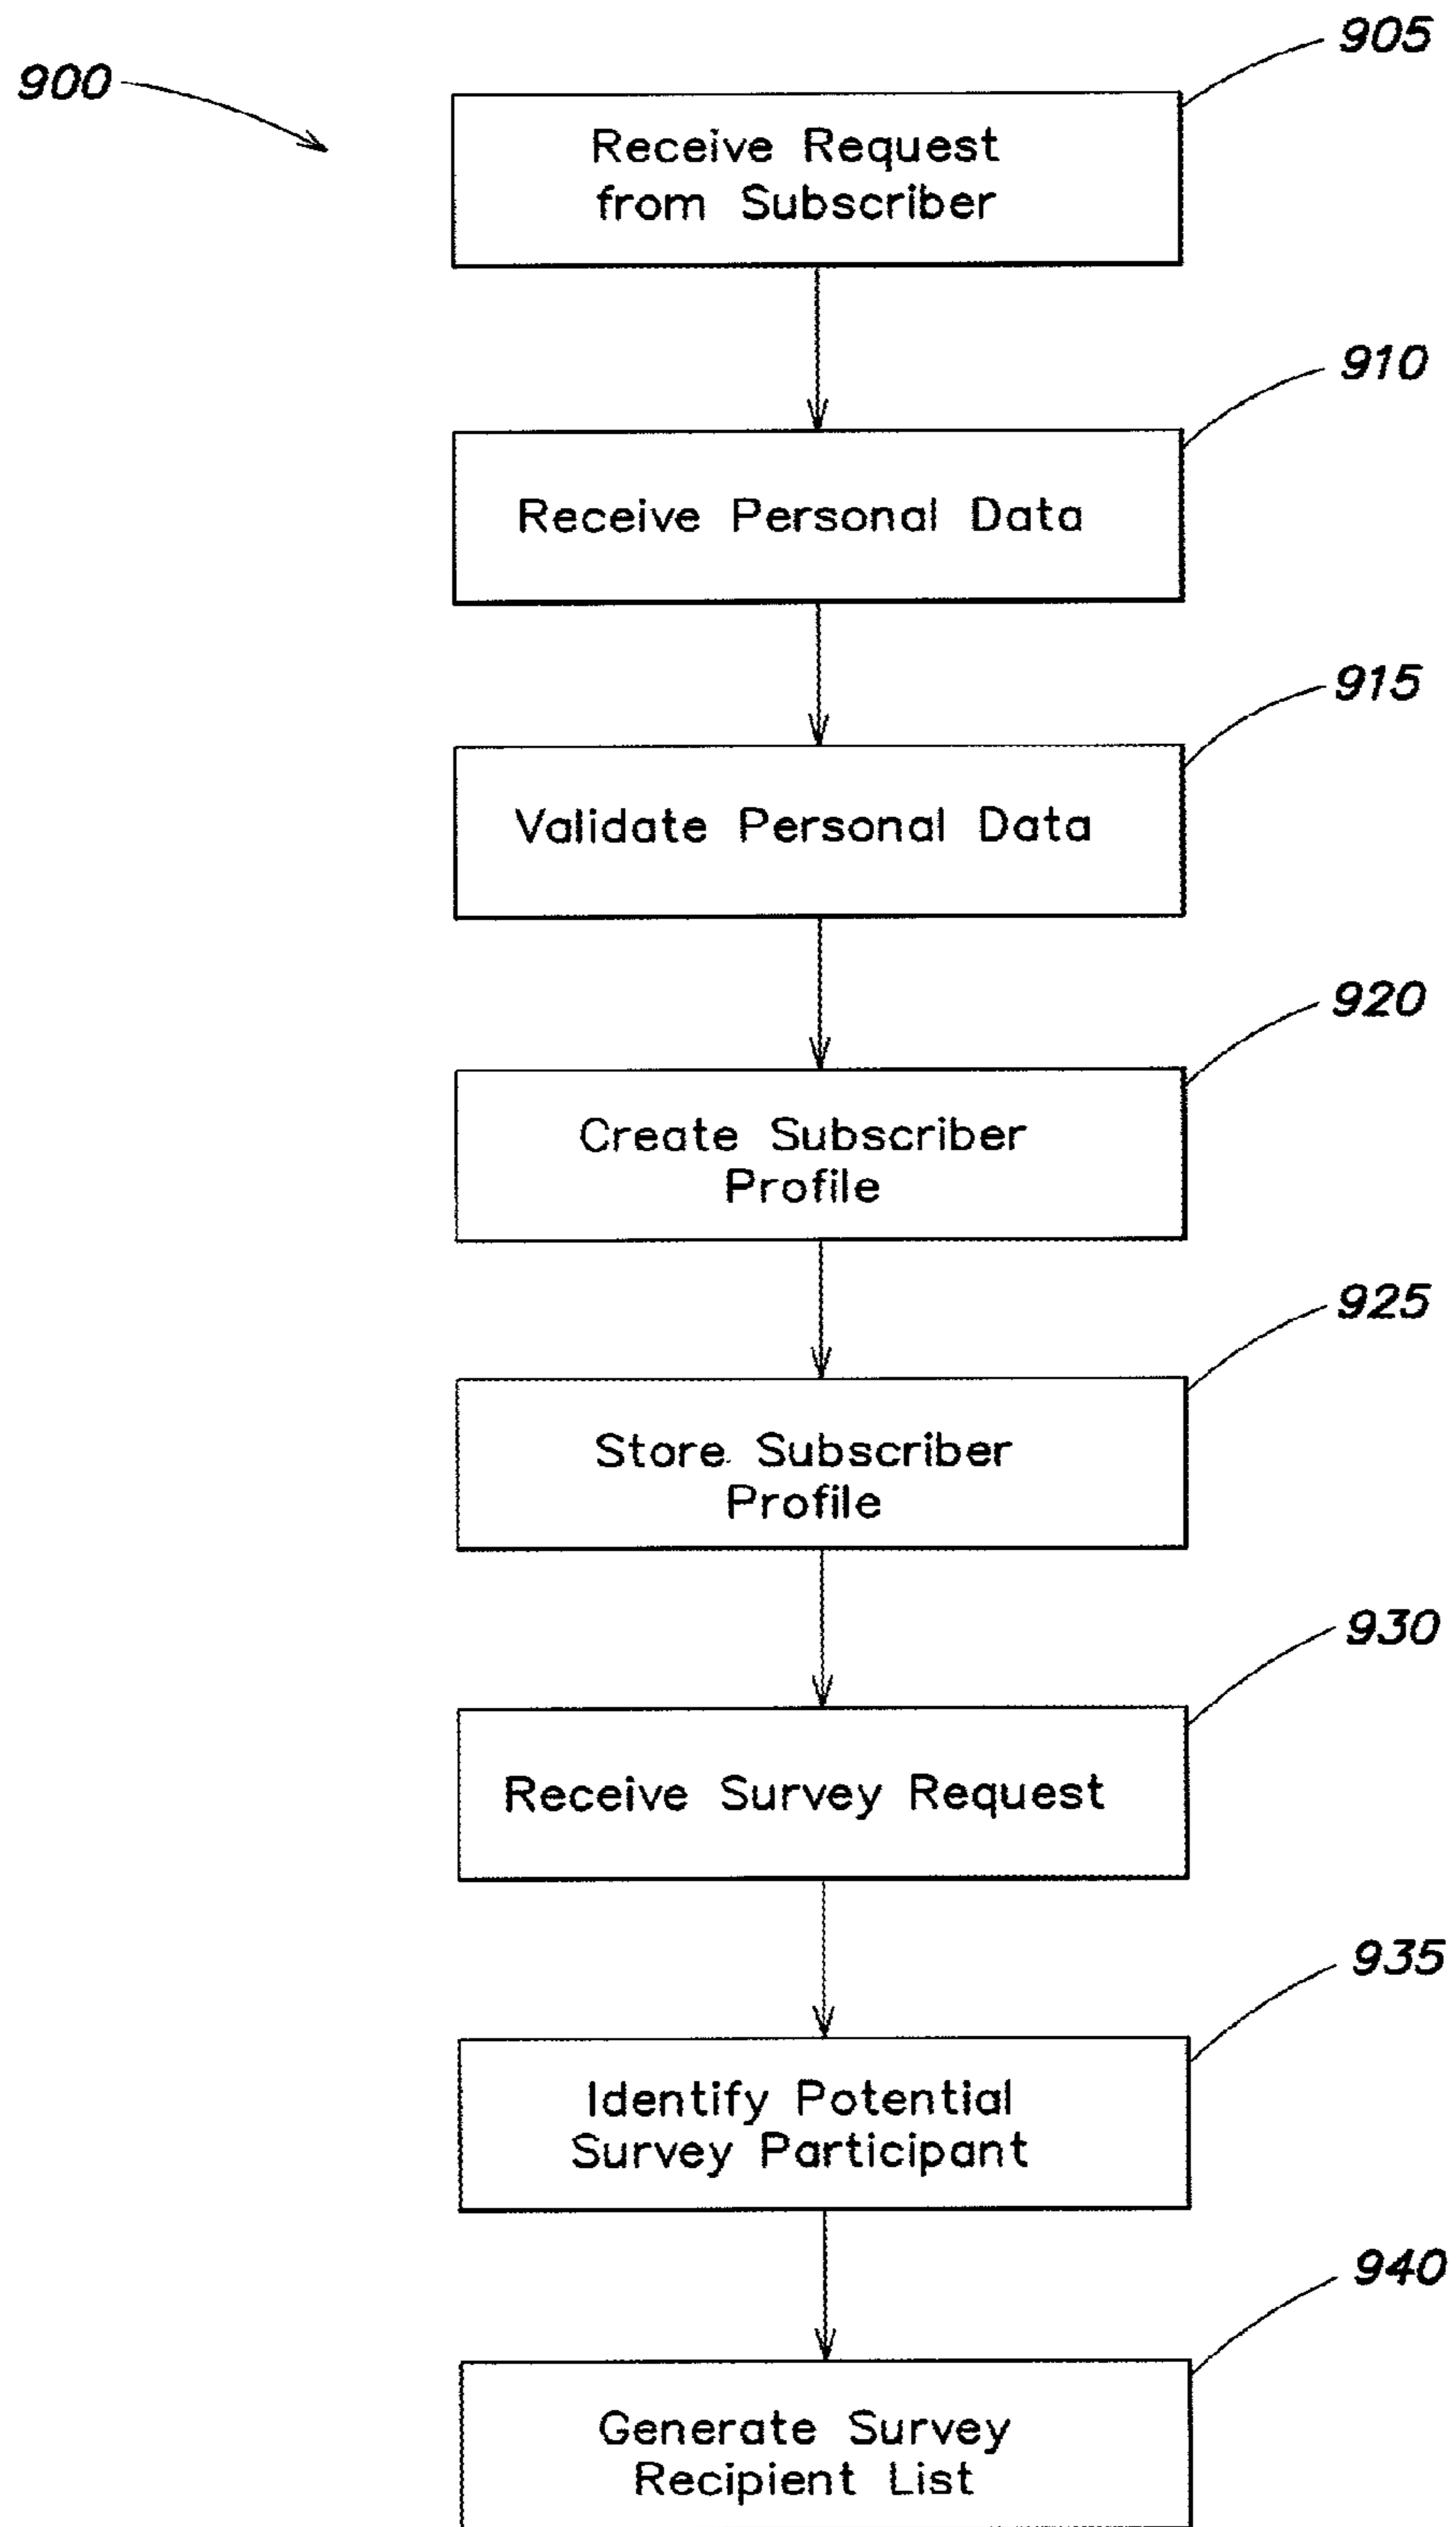 900
905
Receive Request
from Subscriber
910
Receive Personal Data
915
Validate Personal Data
920
Create Subscriber
Profile
925
Store Subscriber
Profile
930
Receive Survey Request
935
Identify Potential
Survey Participant
940
Generate Survey
Recipient List